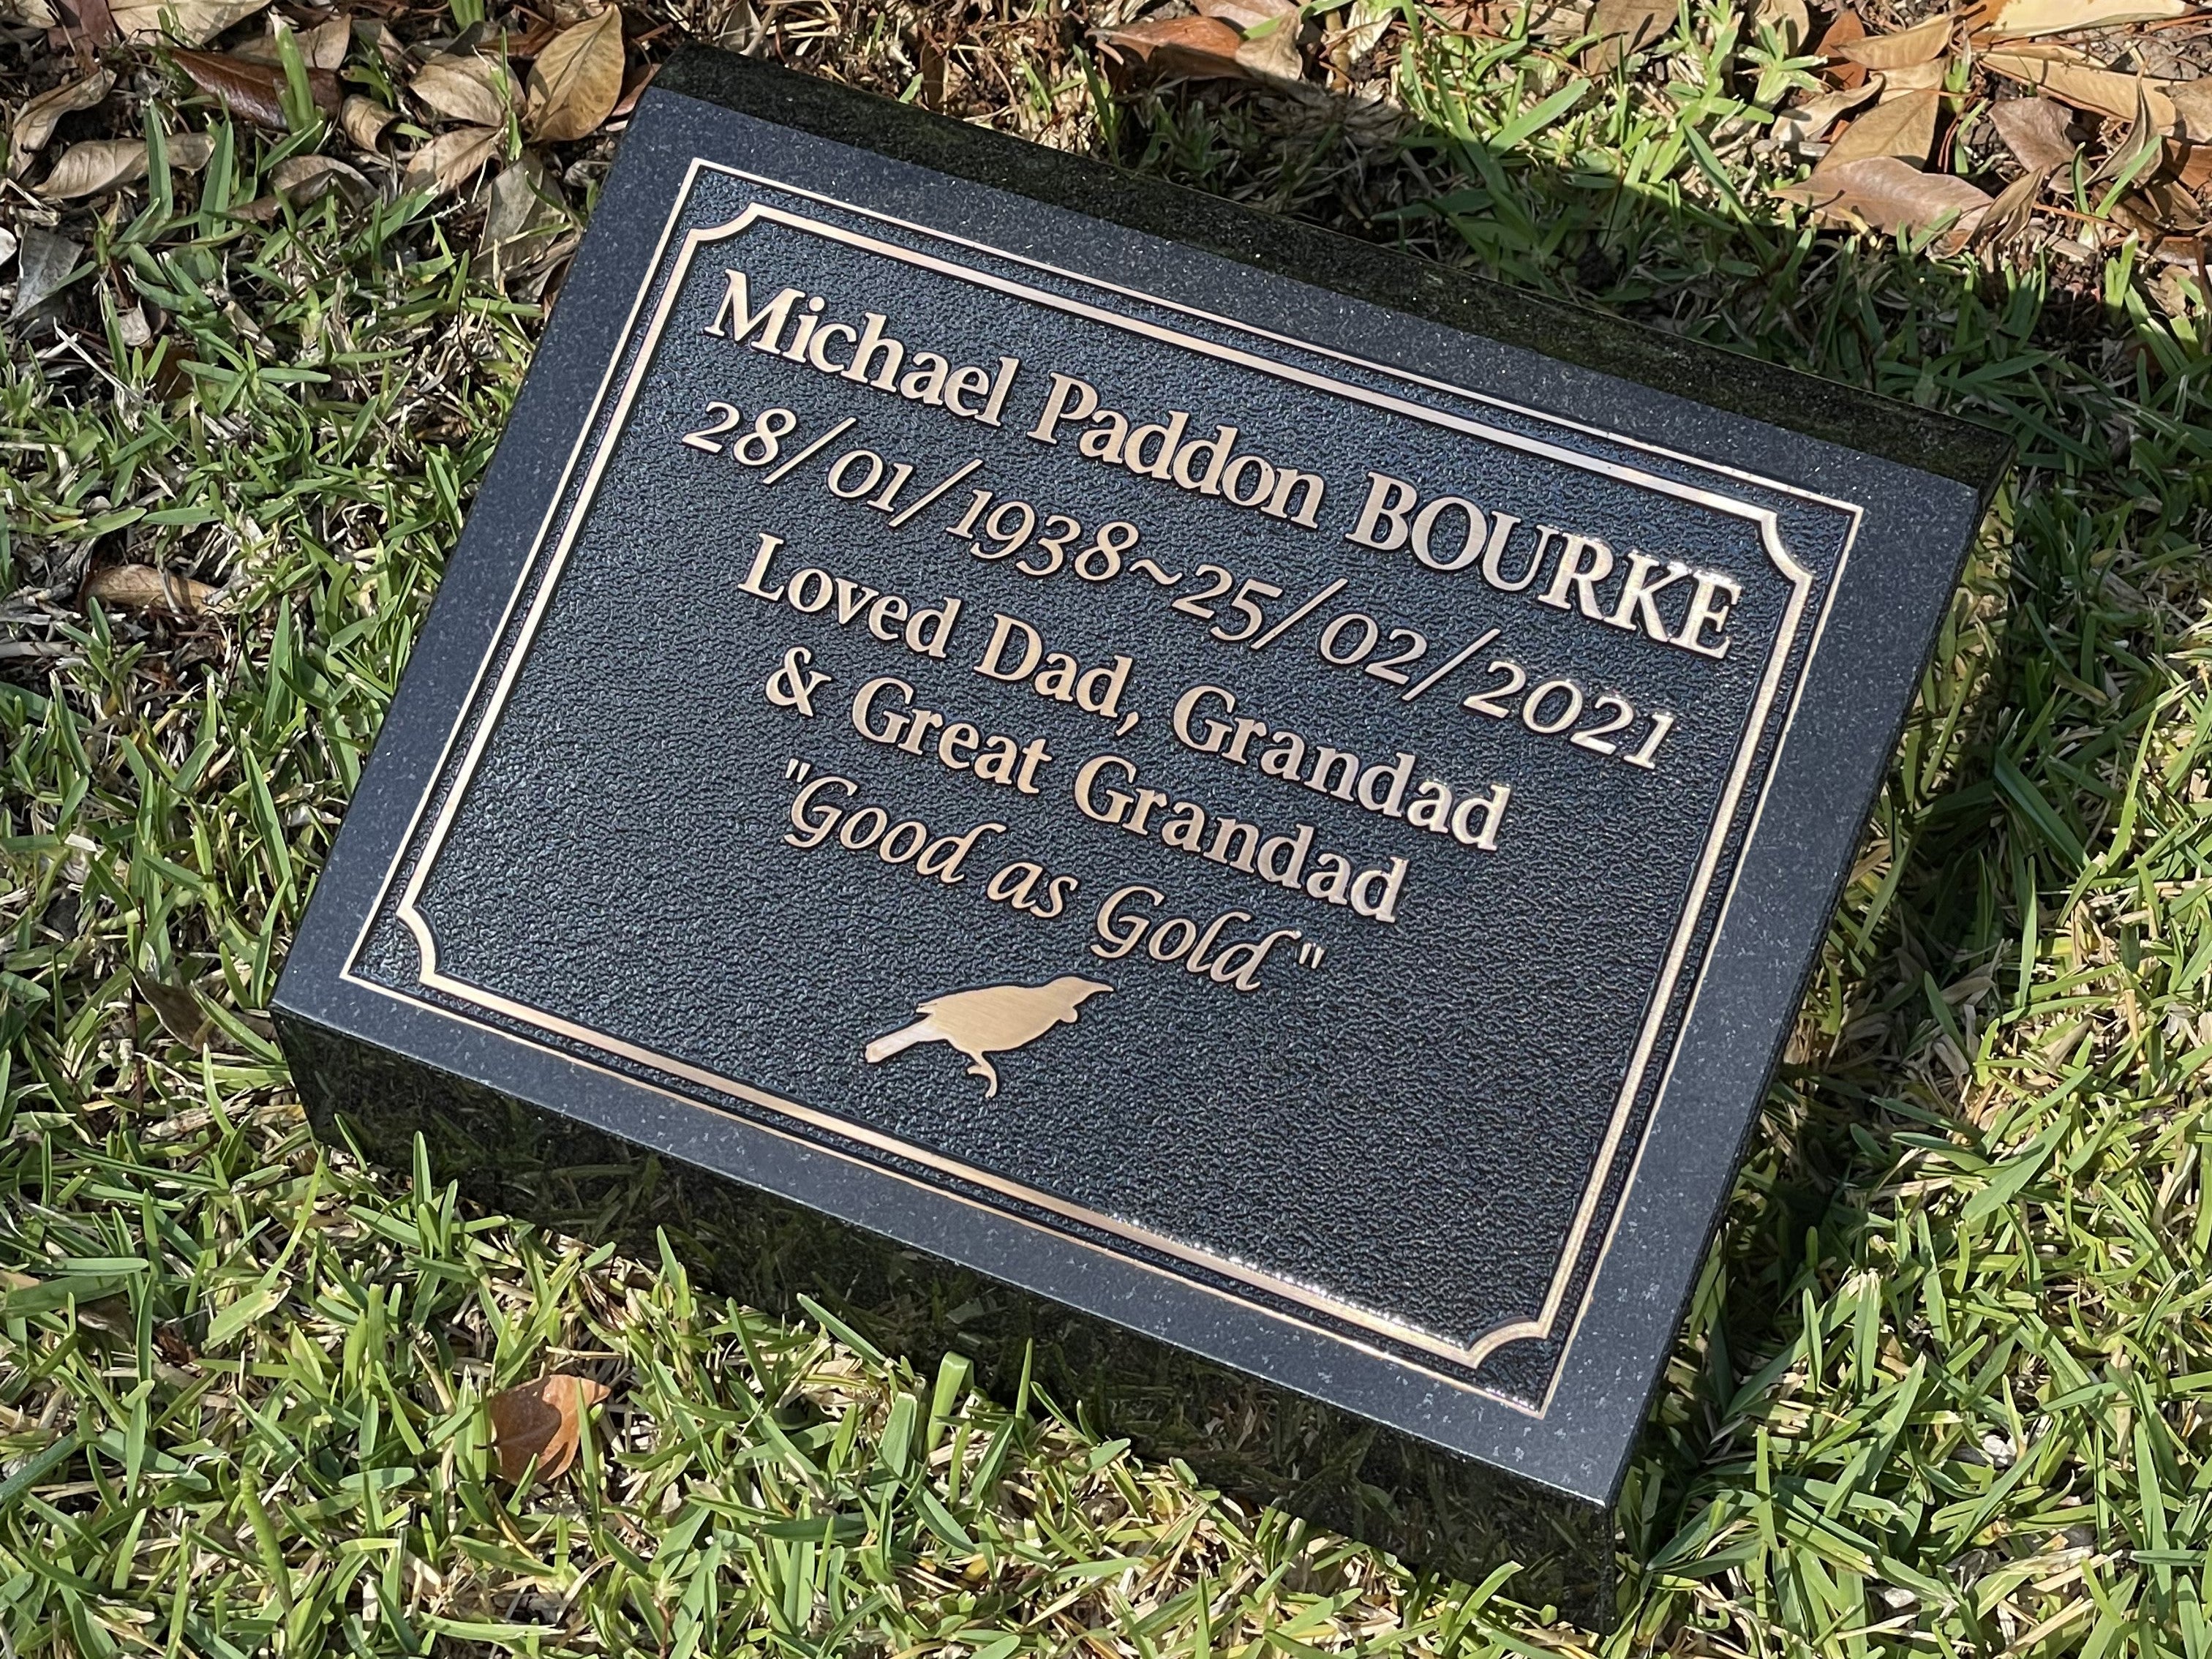 Michael Paddon BOURKE
28/01/1938~25/02/2021
Loved Dad, Grandad
& Great Grandad
"Good as Gold"